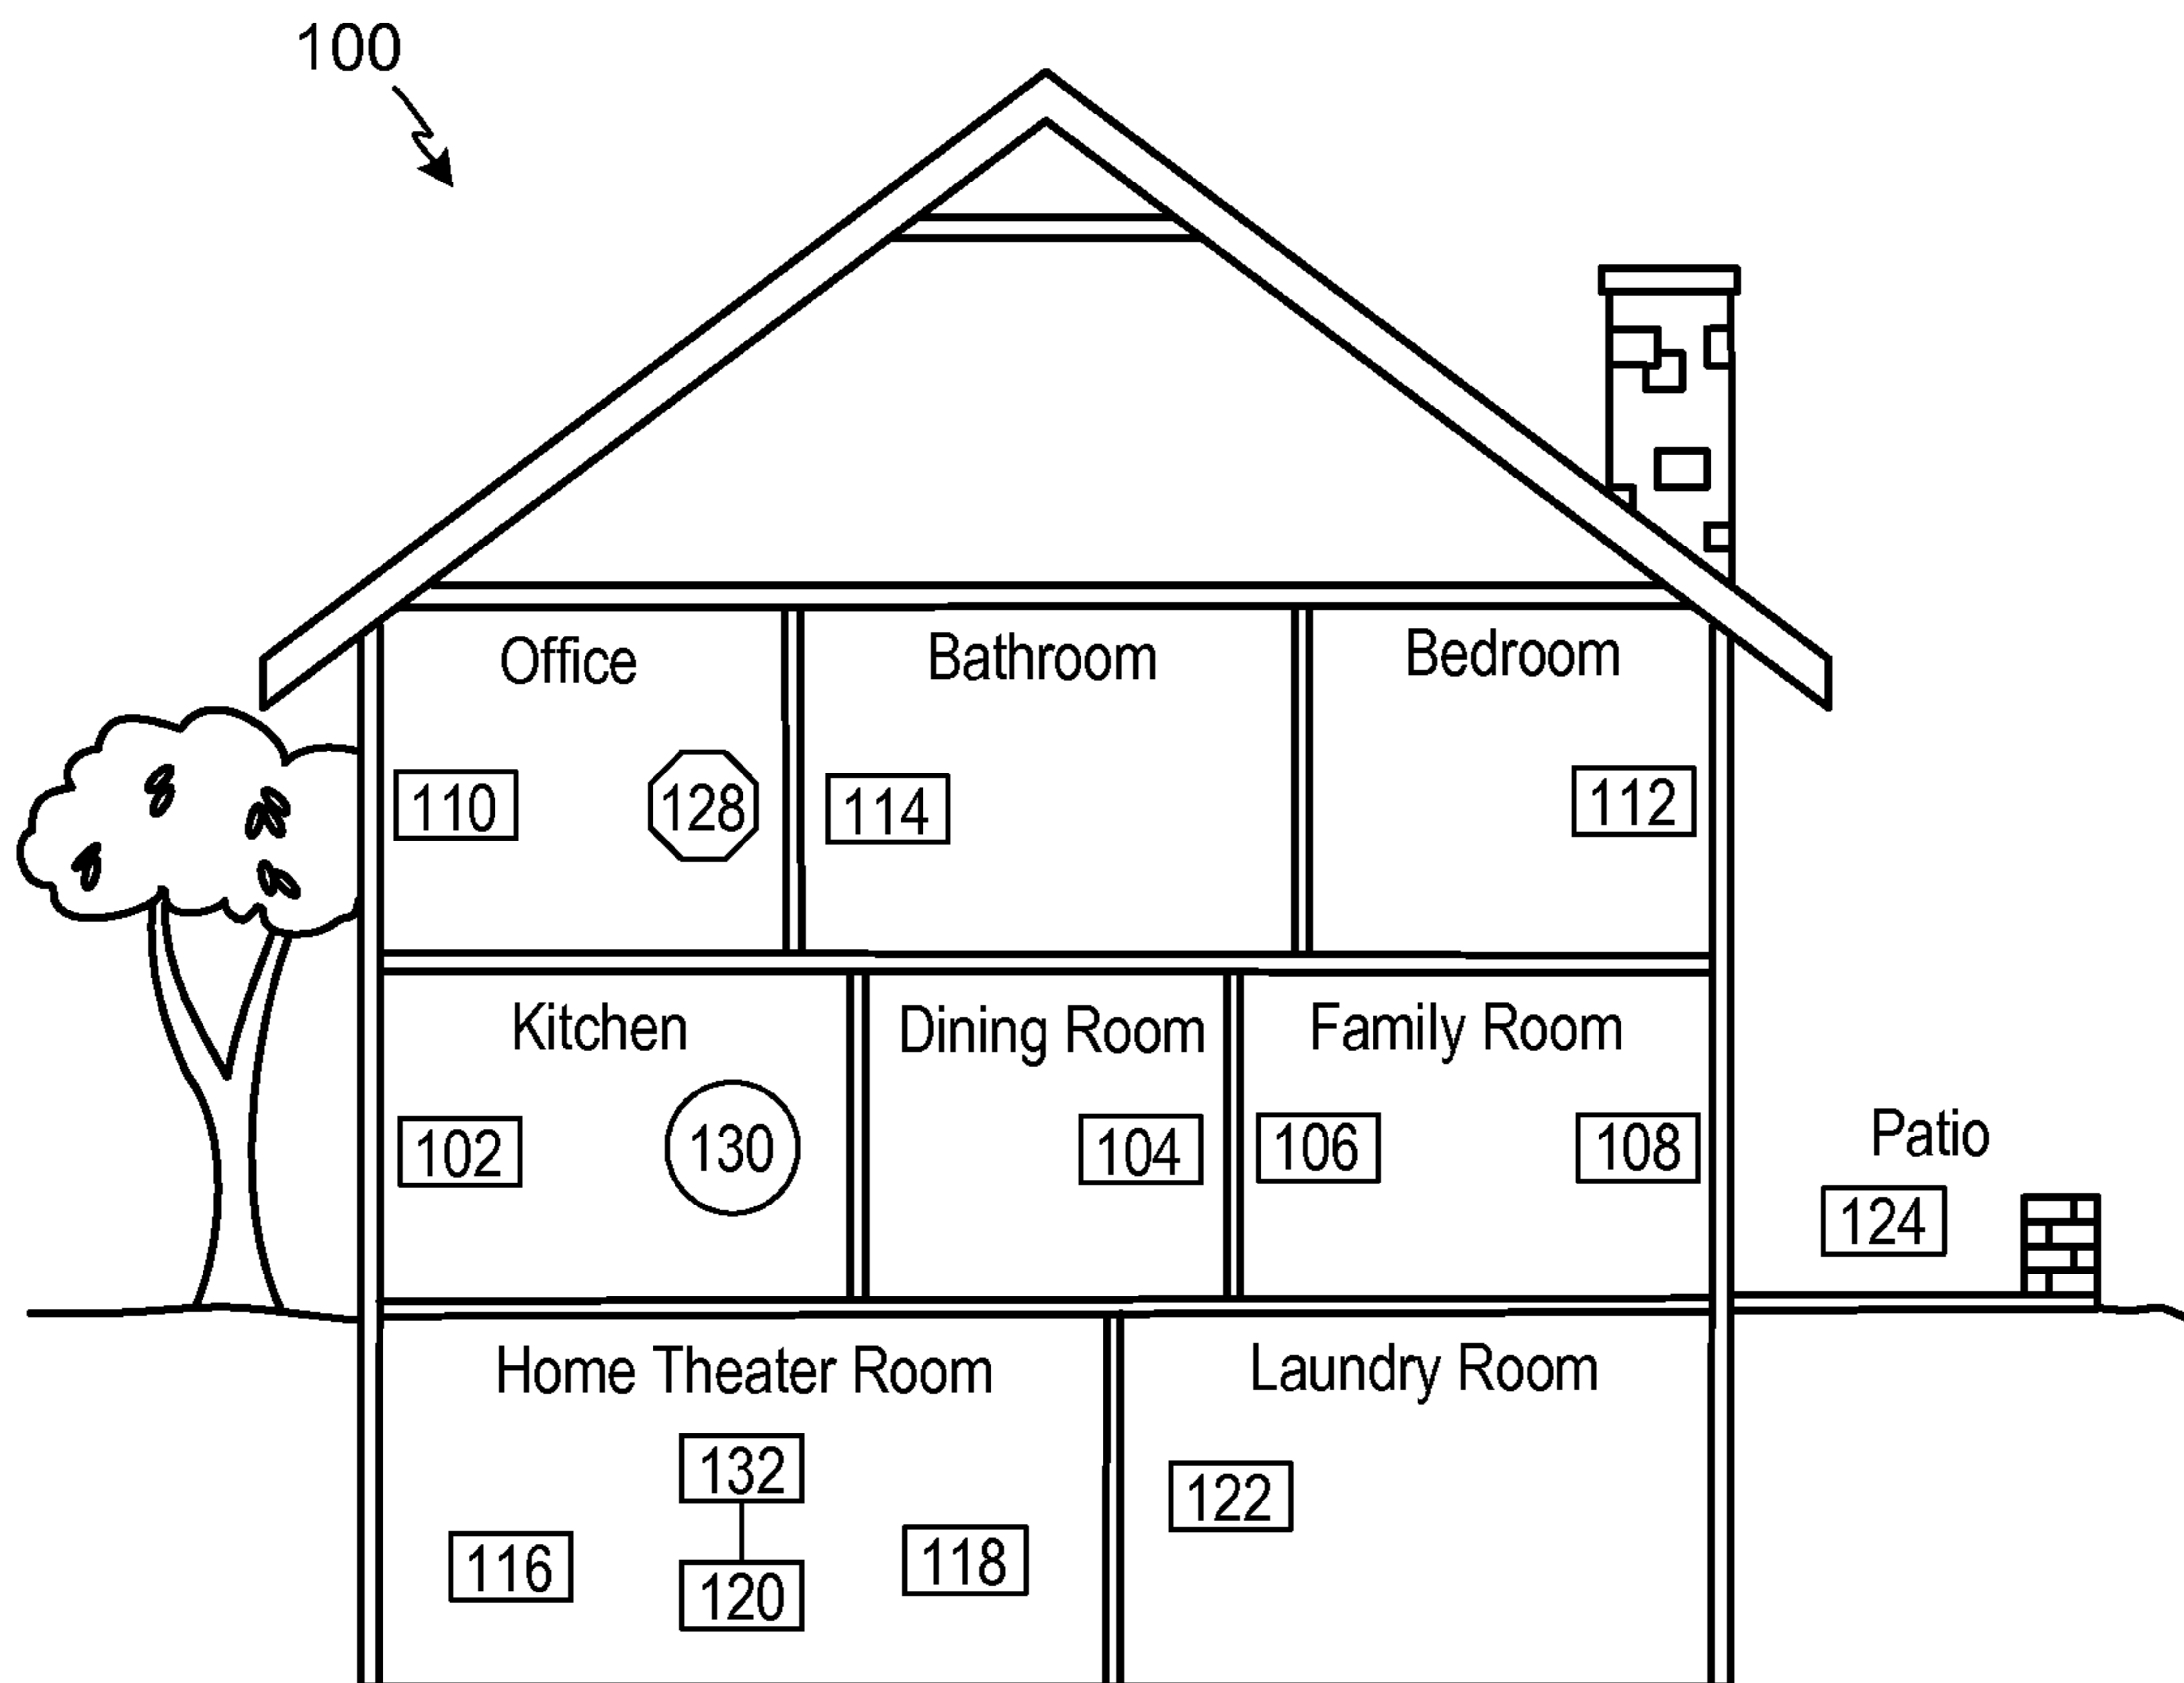 100
Office
Bathroom
Bedroom
110
128
114
112
Kitchen
Dining Room
Family Room
102
130
104
106
108
Patio
124
Home Theater Room
Laundry Room
132
122
116
118
120